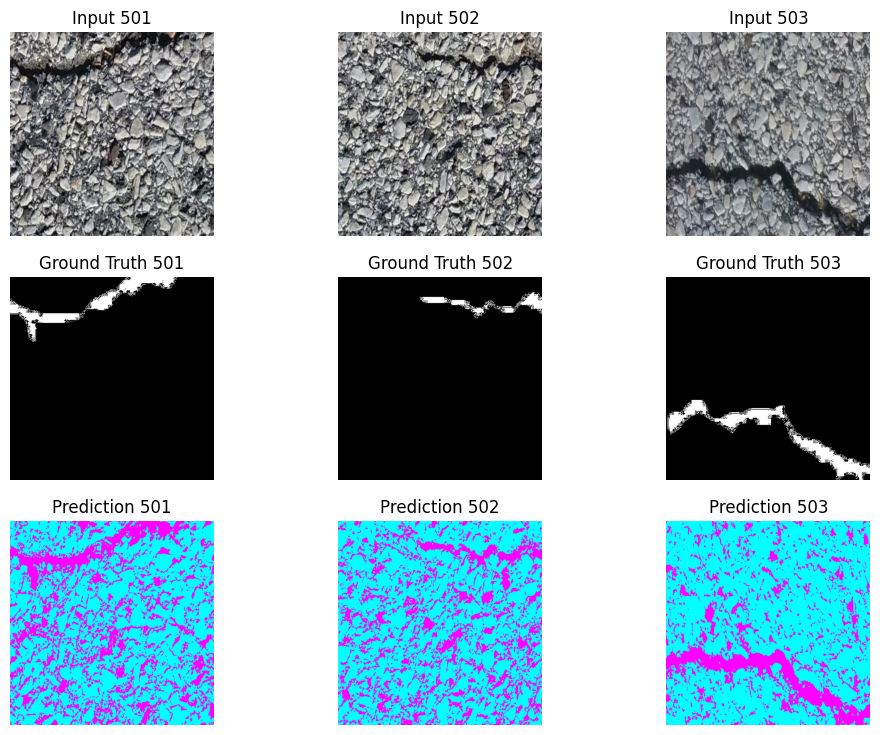 Input 501
Input 502
Input 503
Ground Truth 501
Ground Truth 502
Ground Truth 503
Prediction 501
Prediction 502
Prediction 503